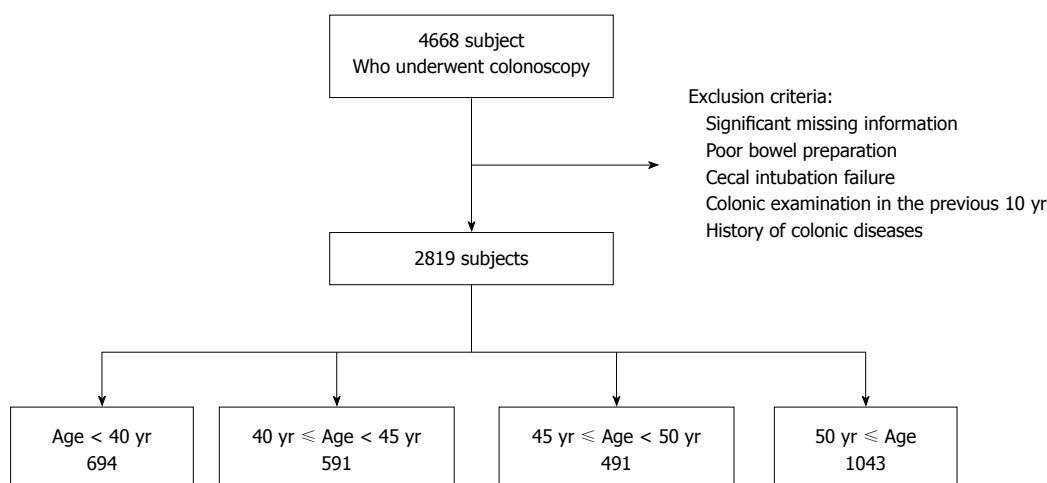 4668 subject
Who underwent colonoscopy
Exclusion criteria:
Significant missing information
Poor bowel preparation
Cecal intubation failure
Colonic examination in the previous 10 yr
History of colonic diseases
2819 subjects
Age < 40 yr
694
40 yr ⩽ Age < 45 yr
591
45 yr ⩽ Age < 50 yr
491
50 yr ⩽ Age
1043